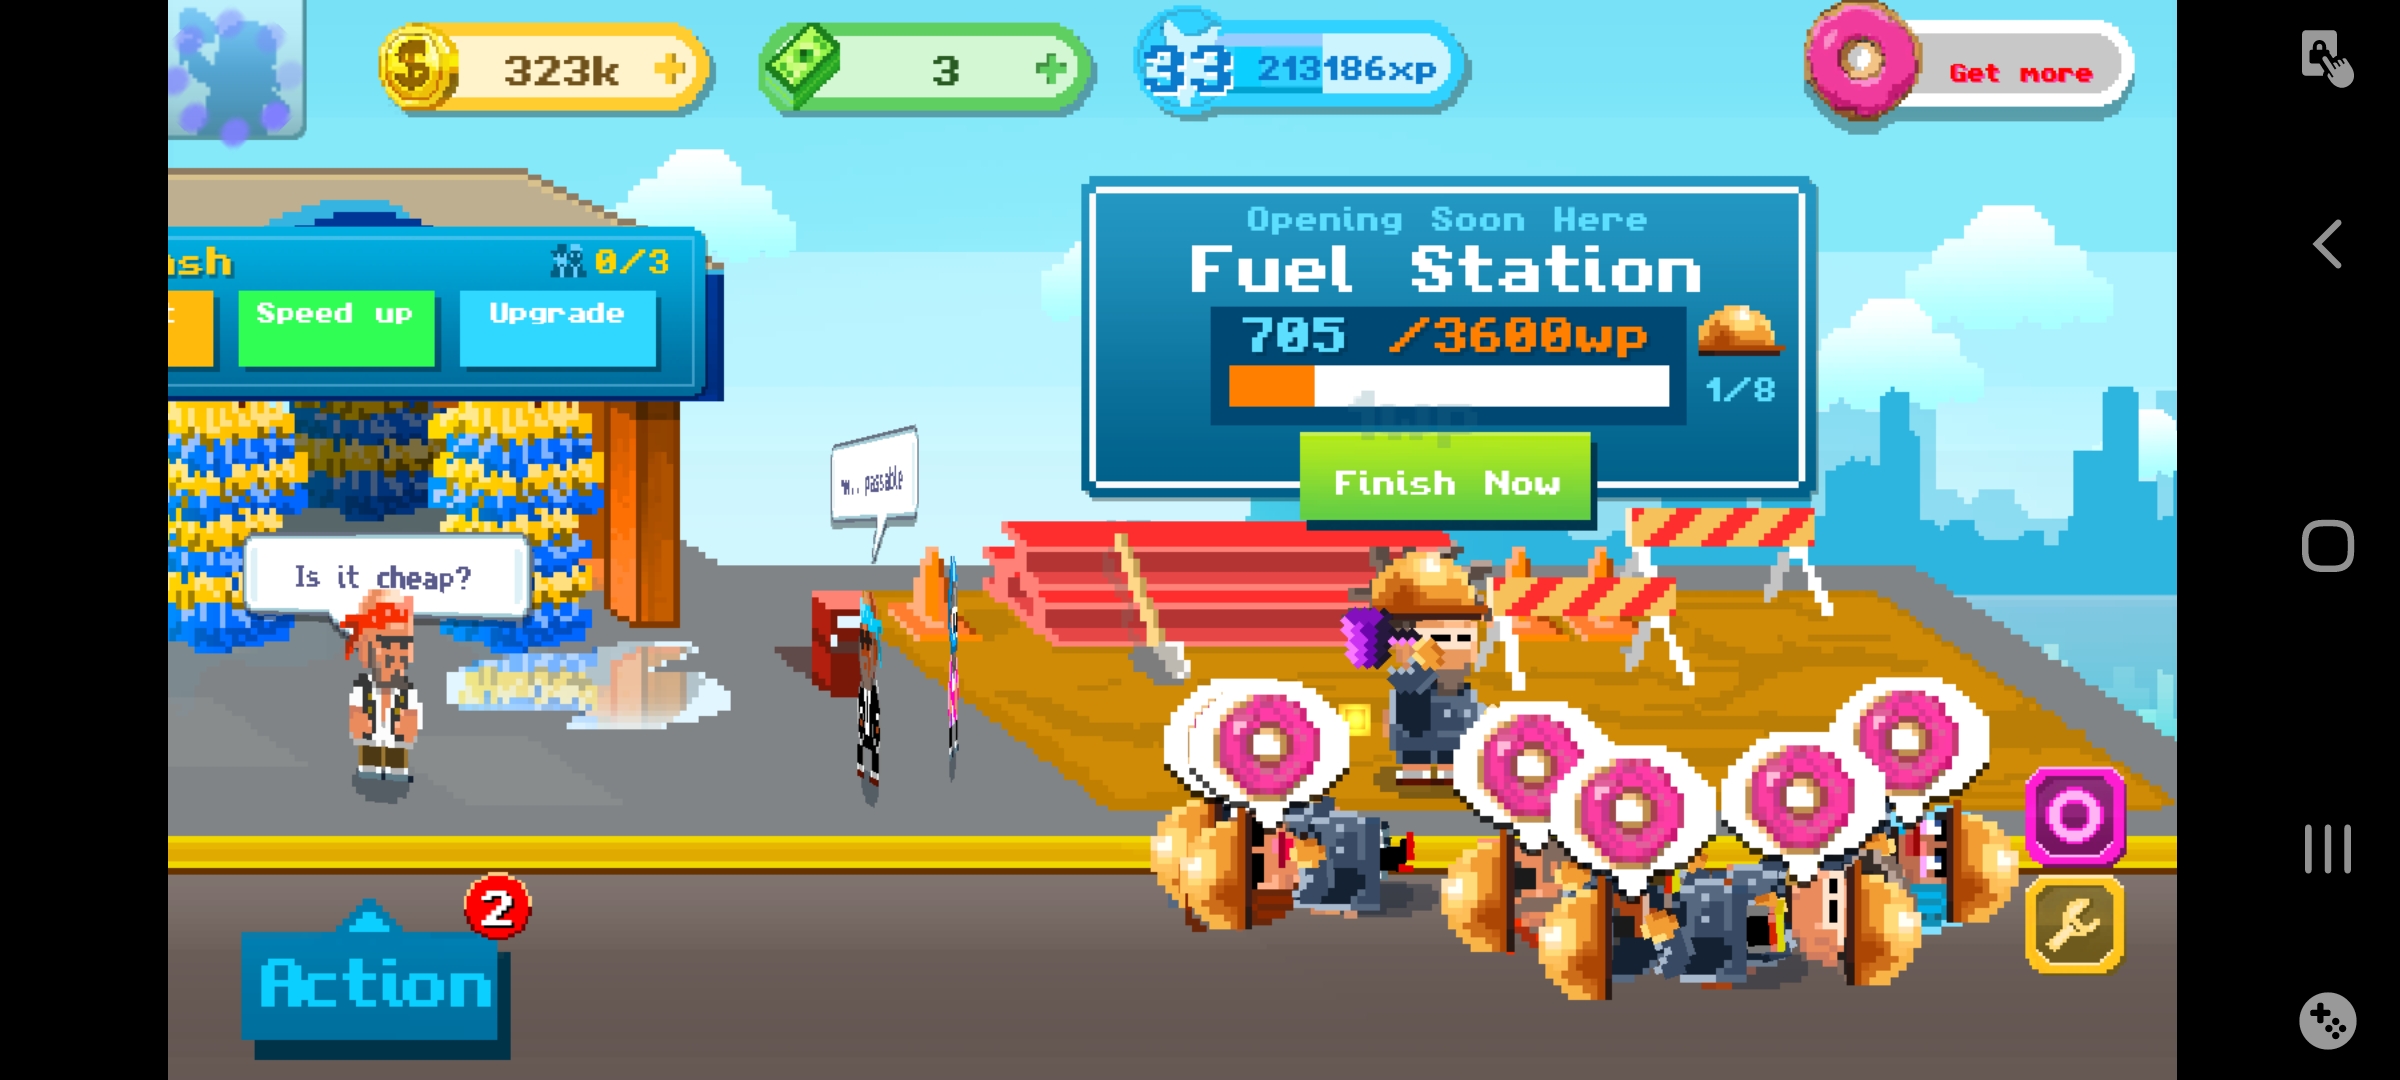 323k
3
33
213186xp
Get more
0/3
Speed up
Upgrade
Opening Soon Here
Fuel Station
705 /3600wp
1/8
1wp
Finish Now
passable
Is it cheap?
2
Action